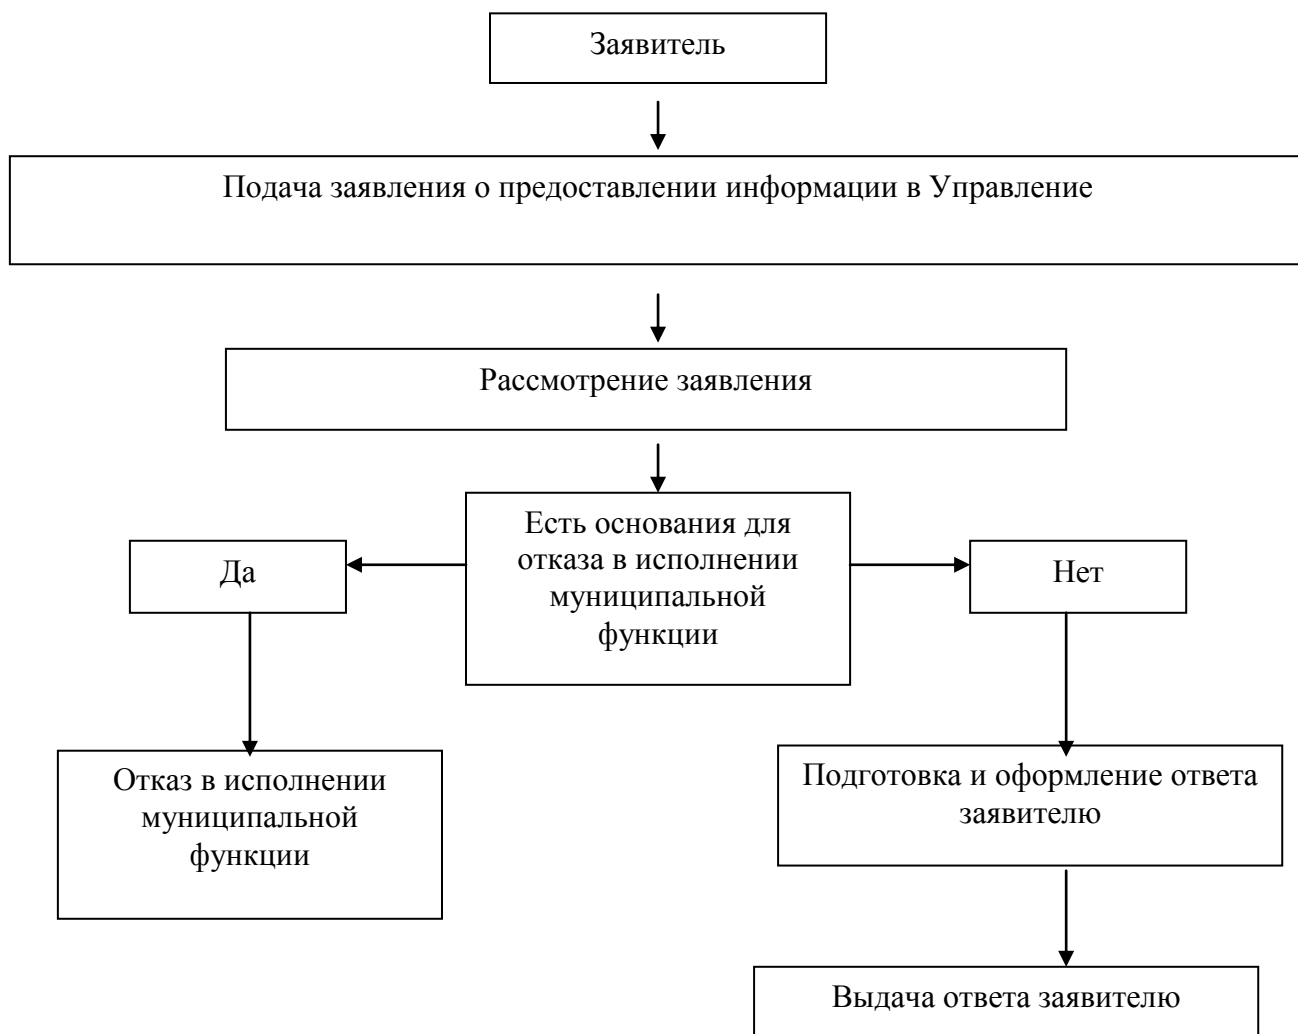 Заявитель
Подача заявления о предоставлении информации в Управление
Рассмотрение заявления
Есть основания для
отказа в исполнении
муниципальной
функции
Да
Нет
Отказ в исполнении
муниципальной
функции
Подготовка и оформление ответа
заявителю
Выдача ответа заявителю